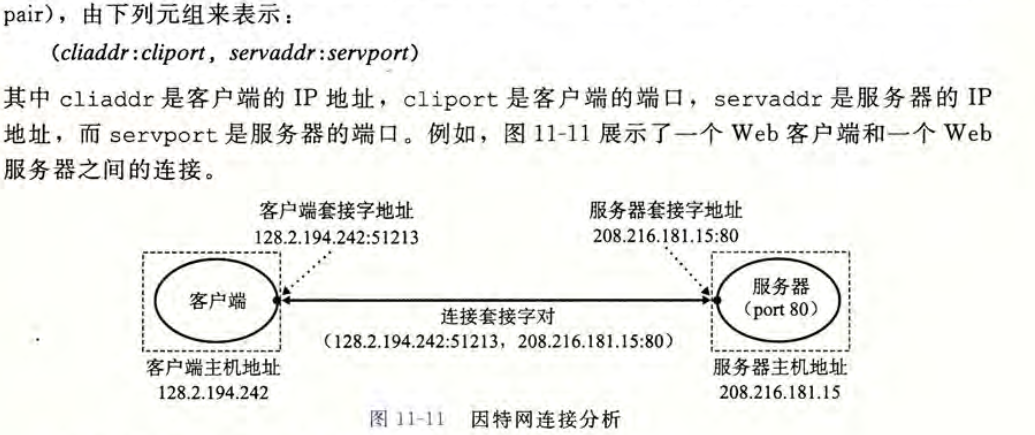 pair)，由下列元组来表示：
(cliaddr:cliport, servaddr:servport)
其中 cliaddr 是客户端的 IP 地址，cliport 是客户端的端口，servaddr 是服务器的 IP
地址，而 servport 是服务器的端口。例如，图 11-11 展示了一个 Web 客户端和一个 Web
服务器之间的连接。
客户端套接字地址
128.2.194.242:51213
服务器套接字地址
208.216.181.15:80
客户端
服务器
(port 80)
连接套接字对
(128.2.194.242:51213, 208.216.181.15:80)
客户端主机地址
128.2.194.242
服务器主机地址
208.216.181.15
图 11-11 因特网连接分析